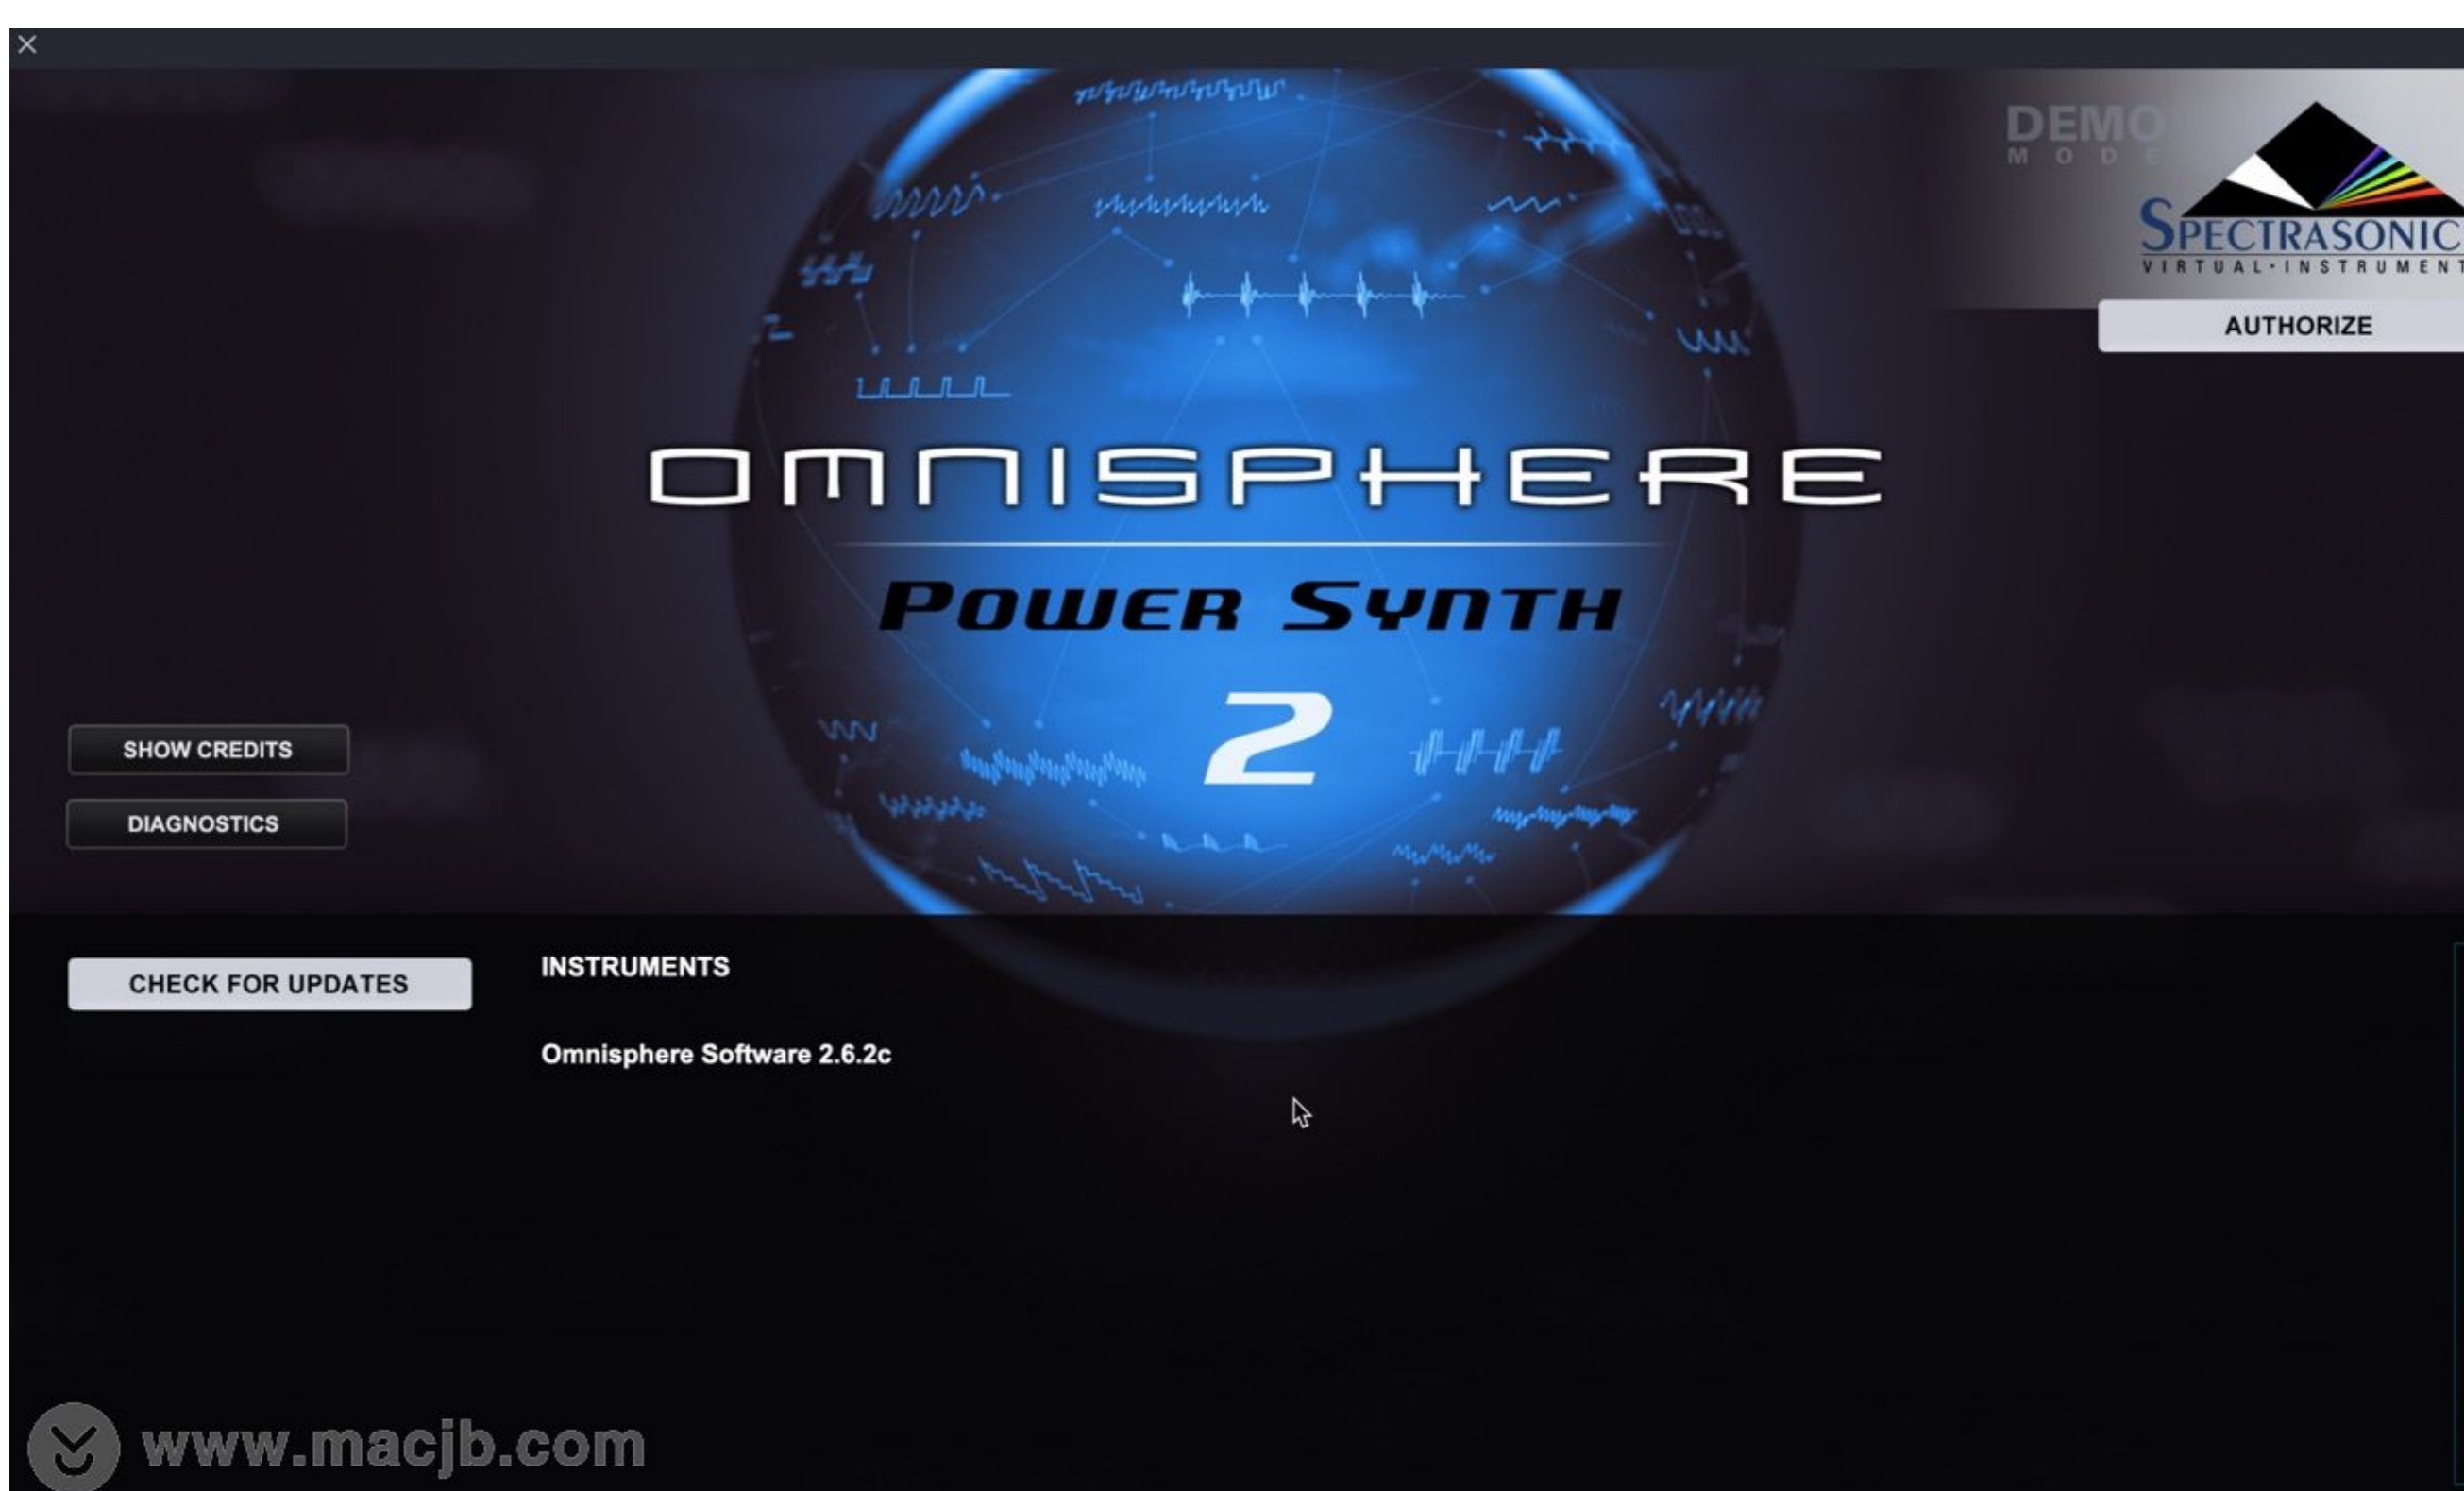 DEMO
MODE
SPECTRASONIC
VIRTUAL·INSTRUMENT
AUTHORIZE
OMNISPHERE
POWER SYNTH
2
SHOW CREDITS
DIAGNOSTICS
CHECK FOR UPDATES
INSTRUMENTS
Omnisphere Software 2.6.2c
www.macjb.com